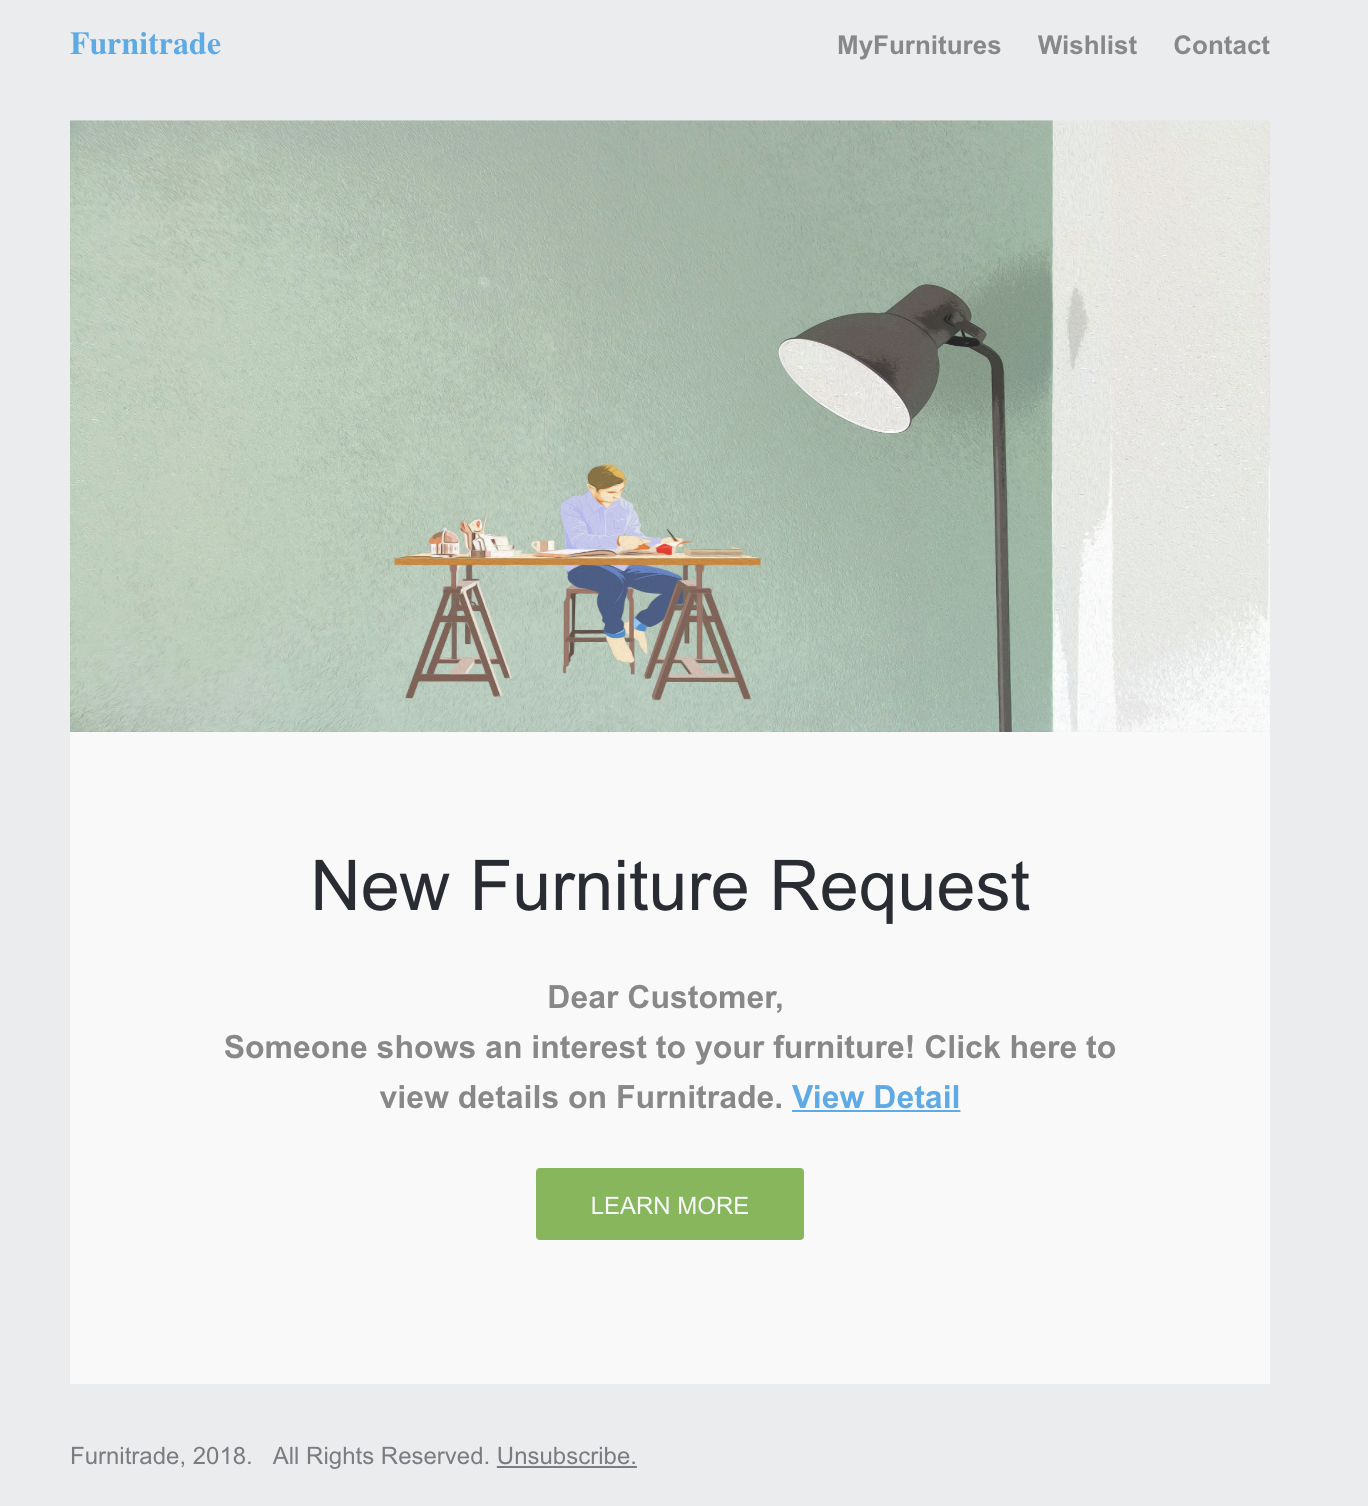 Furnitrade
MyFurnitures Wishlist Contact
New Furniture Request
Dear Customer,
Someone shows an interest to your furniture! Click here to
view details on Furnitrade. View Detail
LEARN MORE
Furnitrade, 2018. All Rights Reserved. Unsubscribe.